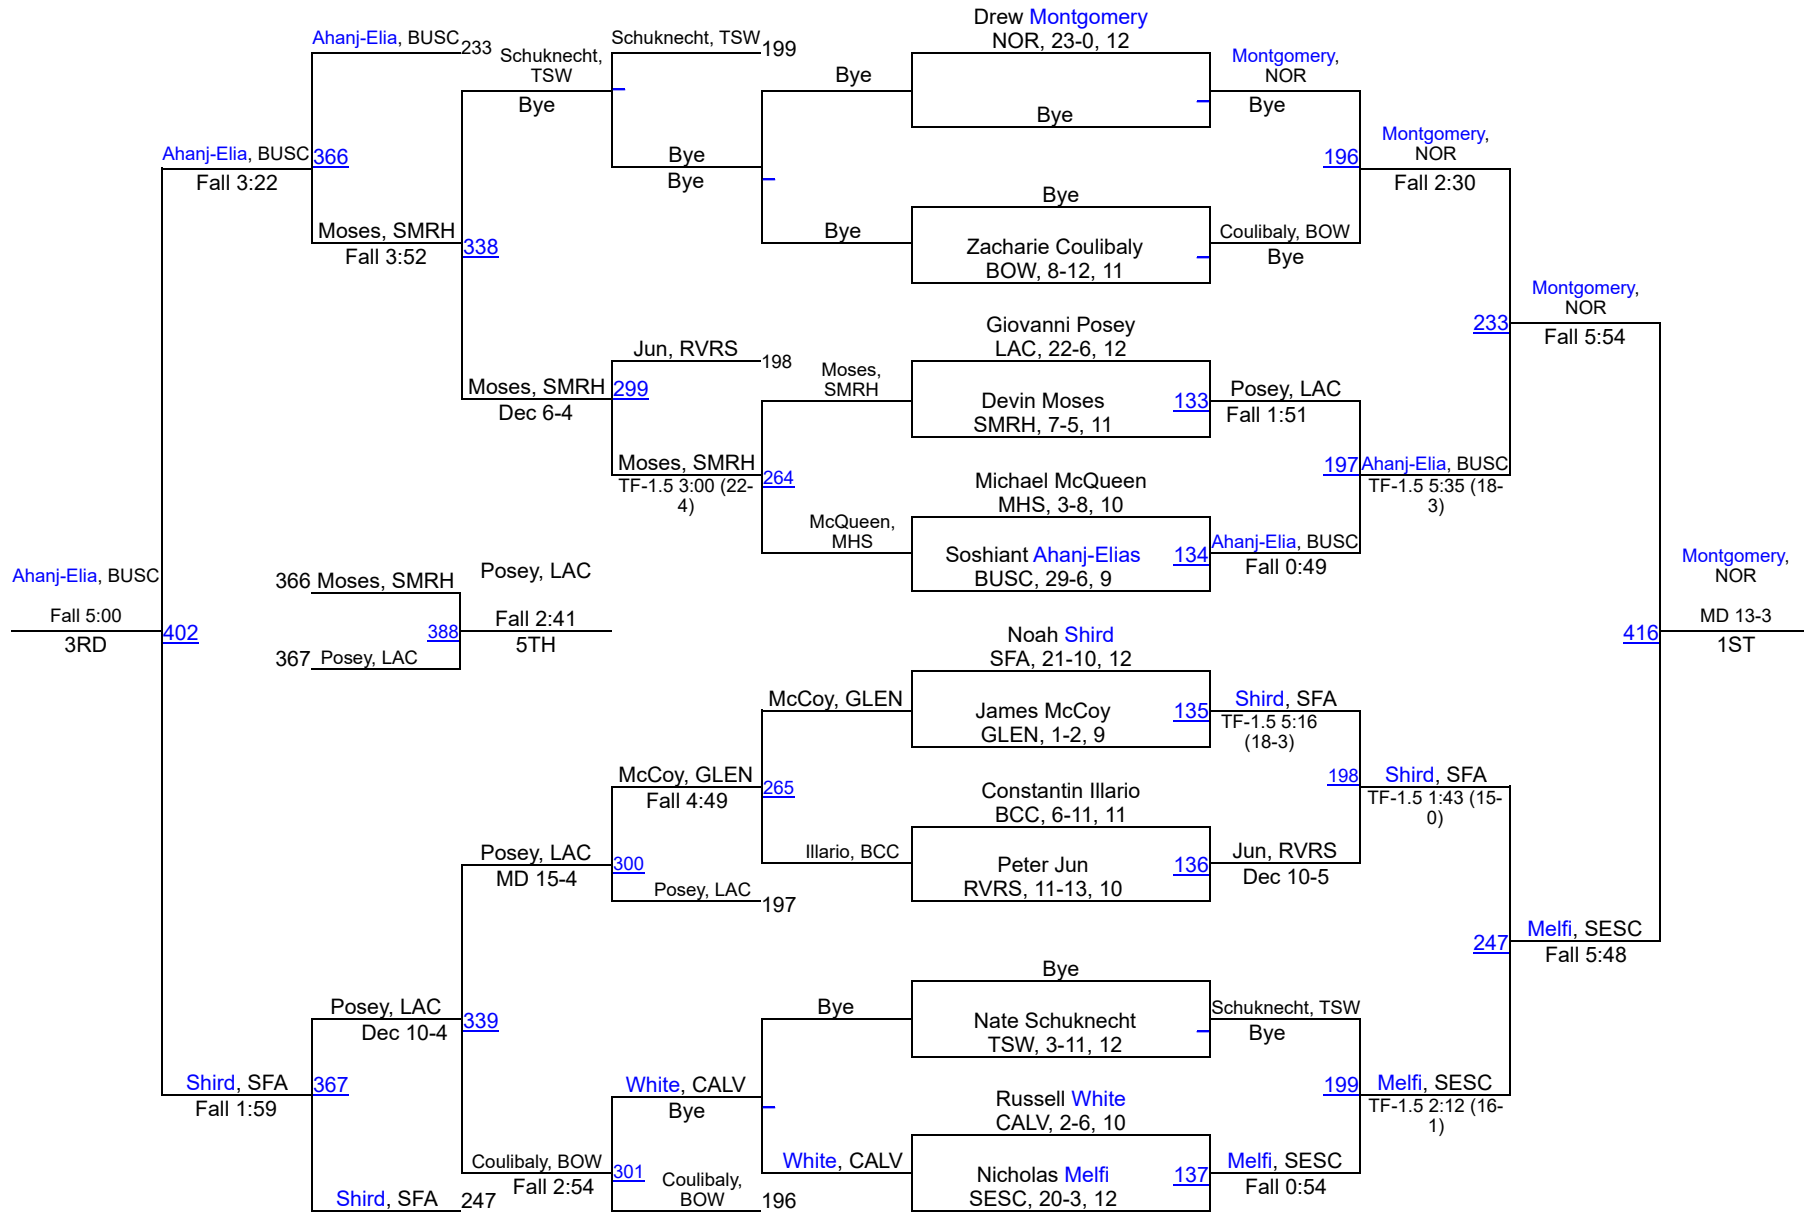 Ahanj-Elia, BUSC
Fall 5:00
3RD
402
Ahanj-Elia, BUSC
Fall 3:22
Shird, SFA
Fall 1:59
Ahanj-Elia, BUSC
233
366
Moses, SMRH
Fall 3:52
366 Moses, SMRH
367 Posey, LAC
388
Posey, LAC
Fall 2:41
5TH
Posey, LAC
Dec 10-4
367
Shird, SFA
247
Schuknecht,
TSW
Bye
338
Moses, SMRH
Dec 6-4
Posey, LAC
MD 15-4
339
Coulibaly, BOW
Fall 2:54
Schuknecht, TSW
199
Bye
Bye
Jun, RVRS
198
299
Moses, SMRH
TF-1.5 3:00 (22-
4)
McCoy, GLEN
Fall 4:49
300
Posey, LAC
197
White, CALV
Bye
301
Coulibaly,
BOW
196
Bye
Bye
Moses,
SMRH
264
McQueen,
MHS
McCoy, GLEN
265
Illario, BCC
Bye
White, CALV
Drew Montgomery
NOR, 23-0, 12
Bye
Bye
Zacharie Coulibaly
BOW, 8-12, 11
Giovanni Posey
LAC, 22-6, 12
Devin Moses
SMRH, 7-5, 11
133
Michael McQueen
MHS, 3-8, 10
Soshiant Ahanj-Elias
BUSC, 29-6, 9
134
Noah Shird
SFA, 21-10, 12
James McCoy
GLEN, 1-2, 9
135
Constantin Illario
BCC, 6-11, 11
Peter Jun
RVRS, 11-13, 10
136
Bye
Nate Schuknecht
TSW, 3-11, 12
Russell White
CALV, 2-6, 10
Nicholas Melfi
SESC, 20-3, 12
137
Montgomery,
NOR
Bye
196
Coulibaly, BOW
Bye
Posey, LAC
Fall 1:51
197
Ahanj-Elia, BUSC
Fall 0:49
Shird, SFA
TF-1.5 5:16
(18-3)
198
Jun, RVRS
Dec 10-5
Schuknecht, TSW
Bye
199
Melfi, SESC
Fall 0:54
Montgomery,
NOR
Fall 2:30
233
Ahanj-Elia, BUSC
TF-1.5 5:35 (18-
3)
Shird, SFA
TF-1.5 1:43 (15-
0)
247
Melfi, SESC
TF-1.5 2:12 (16-
1)
Montgomery,
NOR
Fall 5:54
416
Melfi, SESC
Fall 5:48
Montgomery,
NOR
MD 13-3
1ST